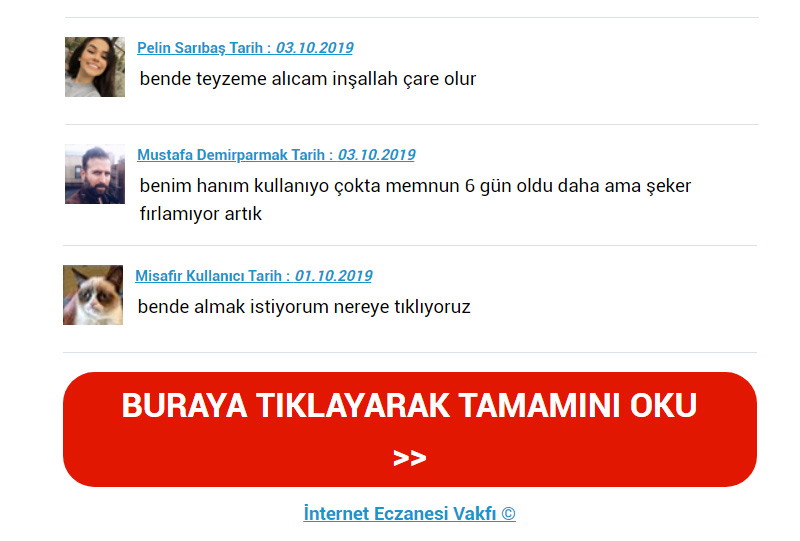 Pelin Sarıbaş Tarih : 03.10.2019
bende teyzeme alıcam inşallah çare olur
Mustafa Demirparmak Tarih : 03.10.2019
benim hanım kullanıyo çokta memnun 6 gün oldu daha ama şeker
fırlamıyor artık
Misafir Kullanıcı Tarih : 01.10.2019
bende almak istiyorum nereye tıklıyoruz
BURAYA TIKLAYARAK TAMAMINI OKU
>>
İnternet Eczanesi Vakfı ©